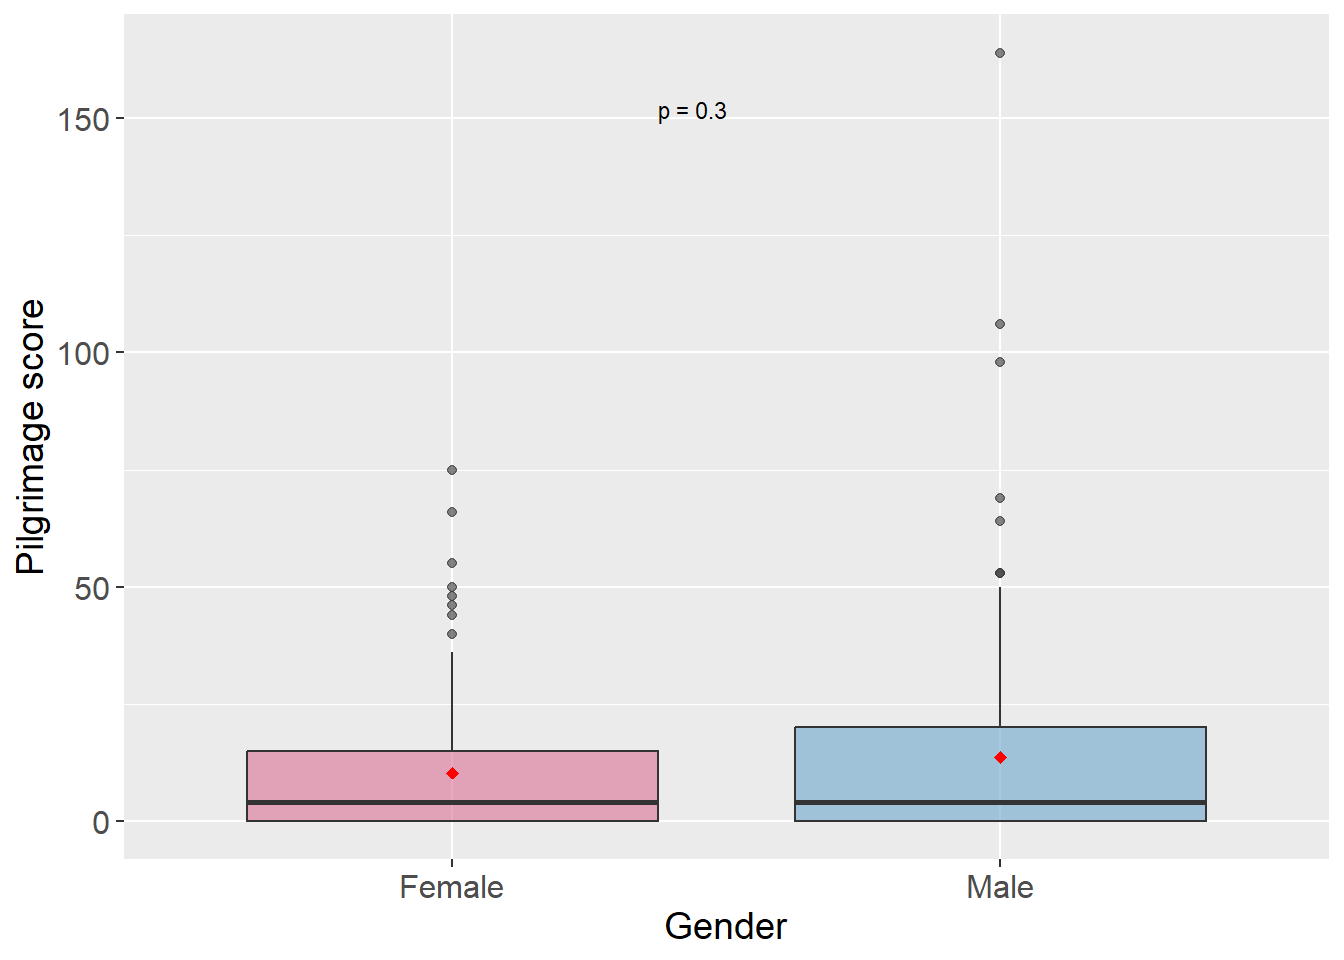 p = 0.3
150
100
50
0
Pilgrimage score
Female
Male
Gender